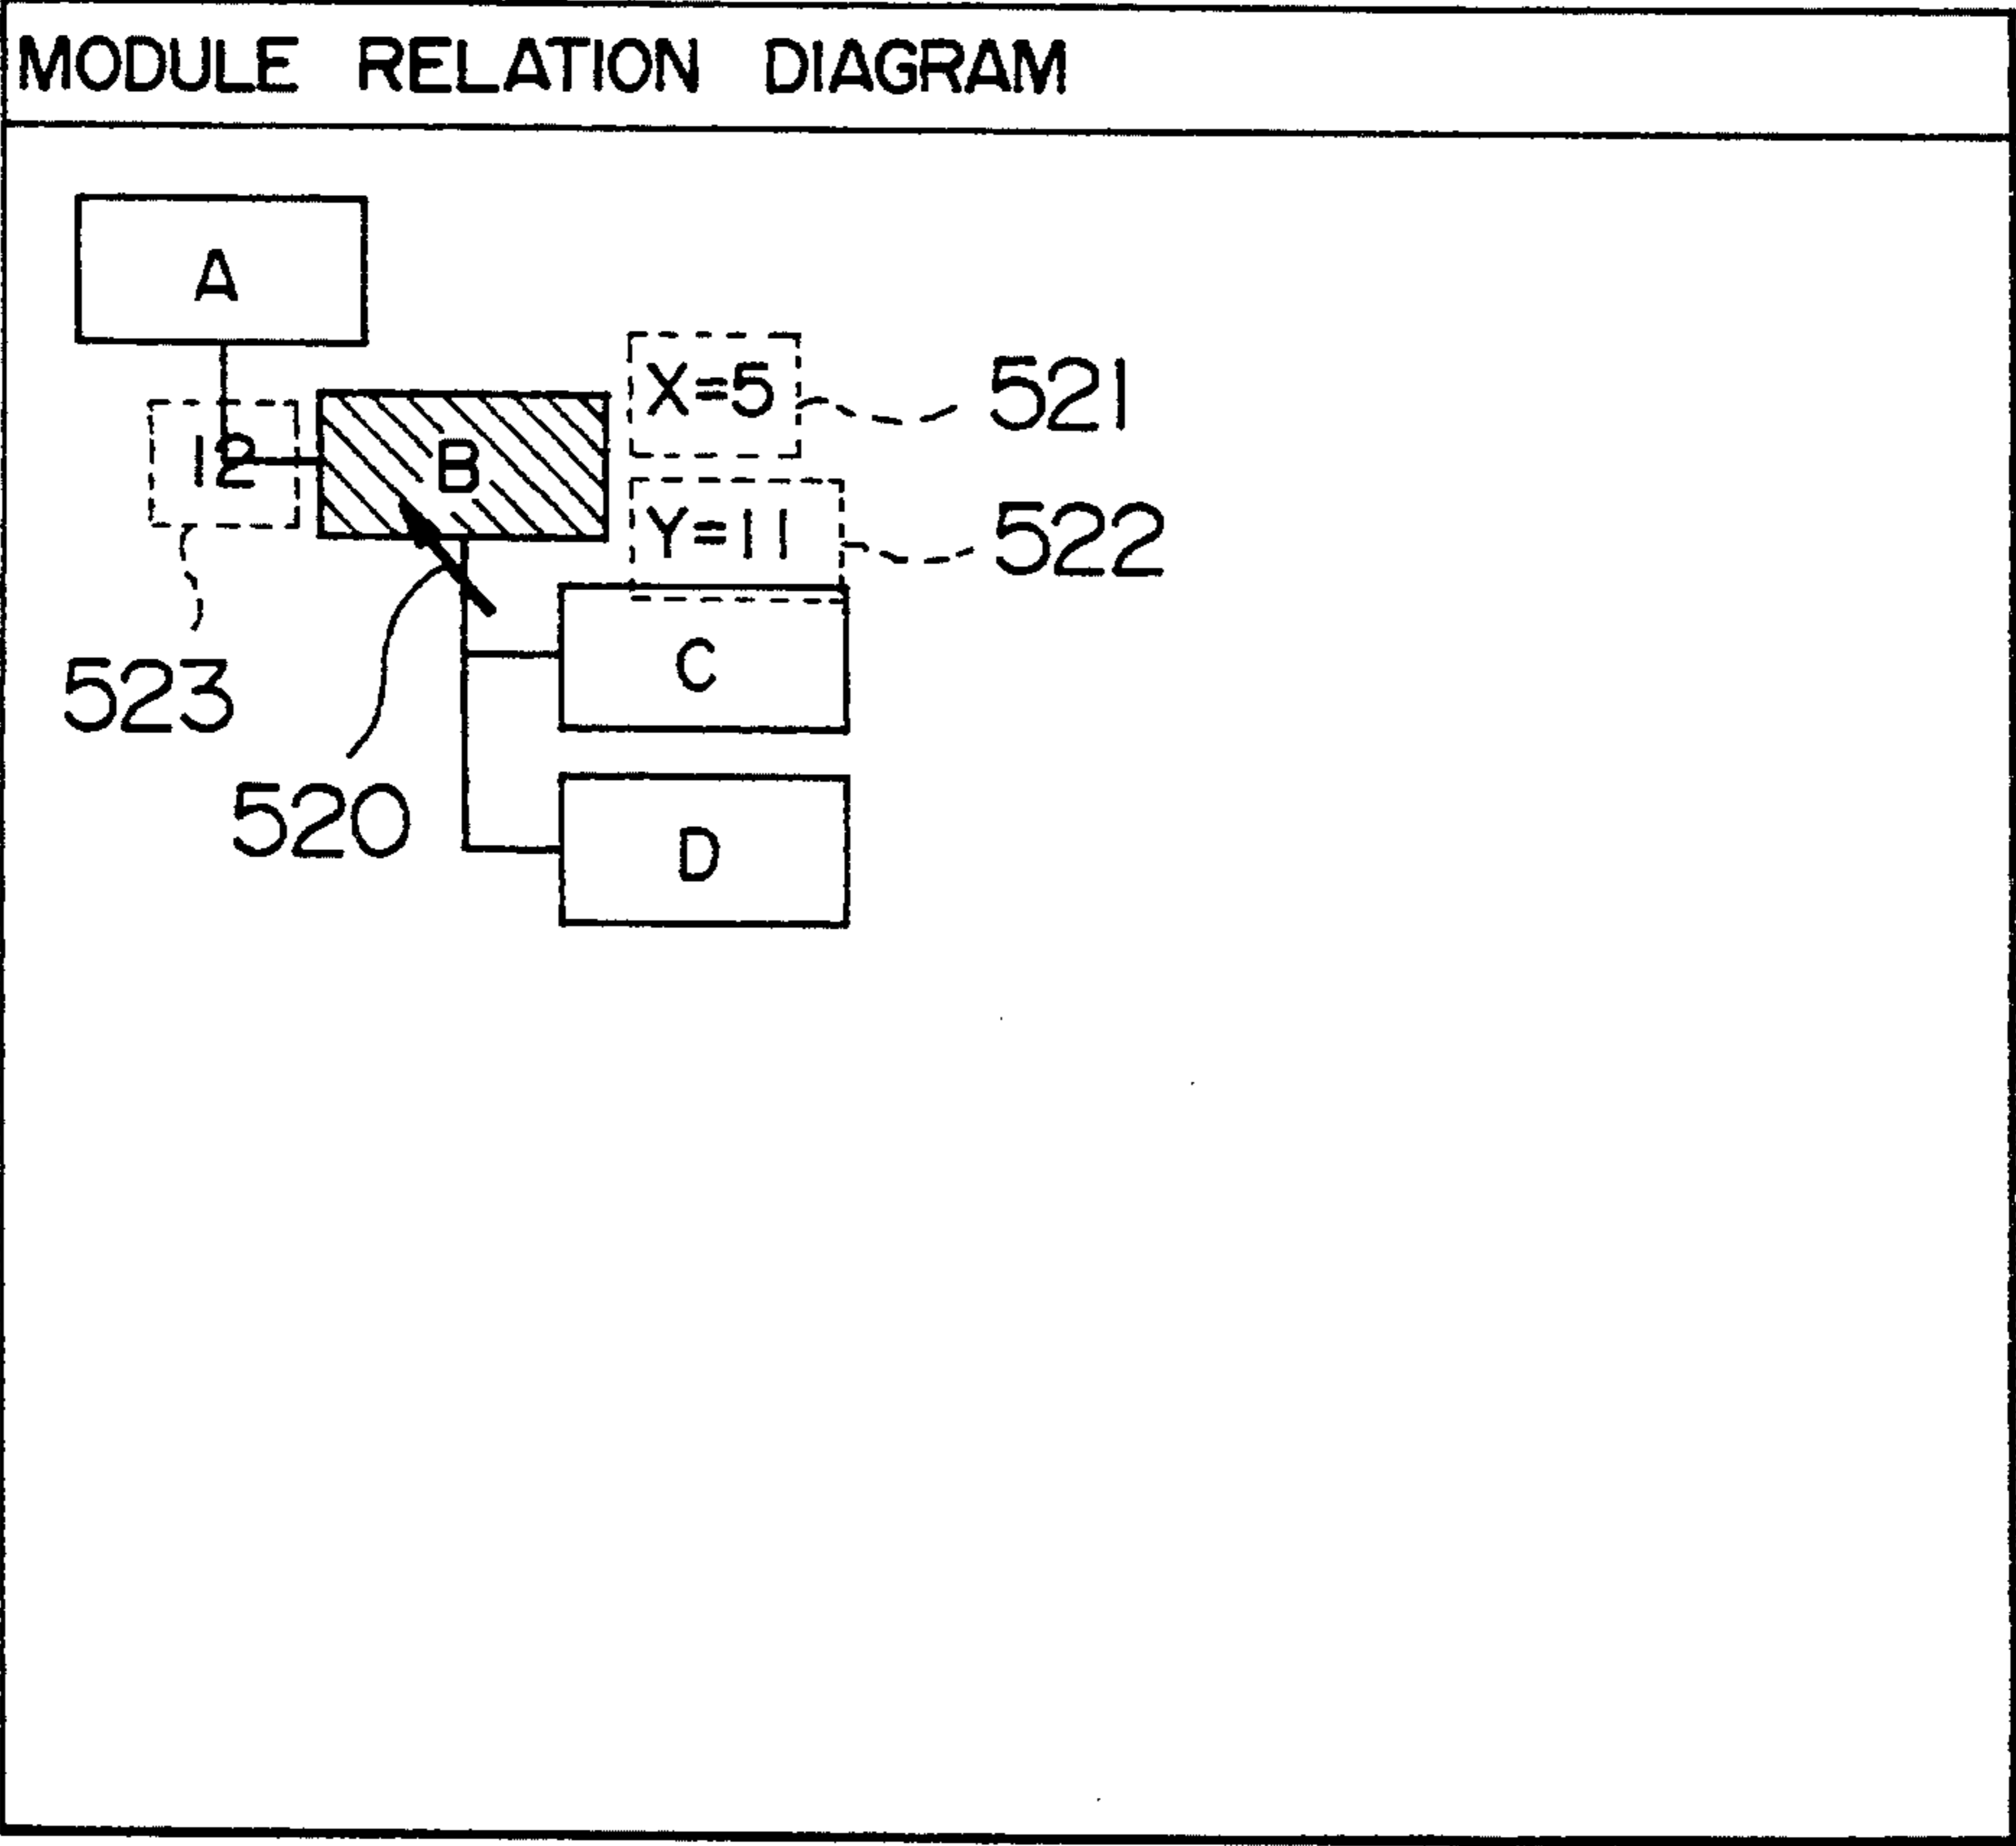 MODULE RELATION DIAGRAM
A
X=5
521
12
B
Y=11
522
C
523
520
D